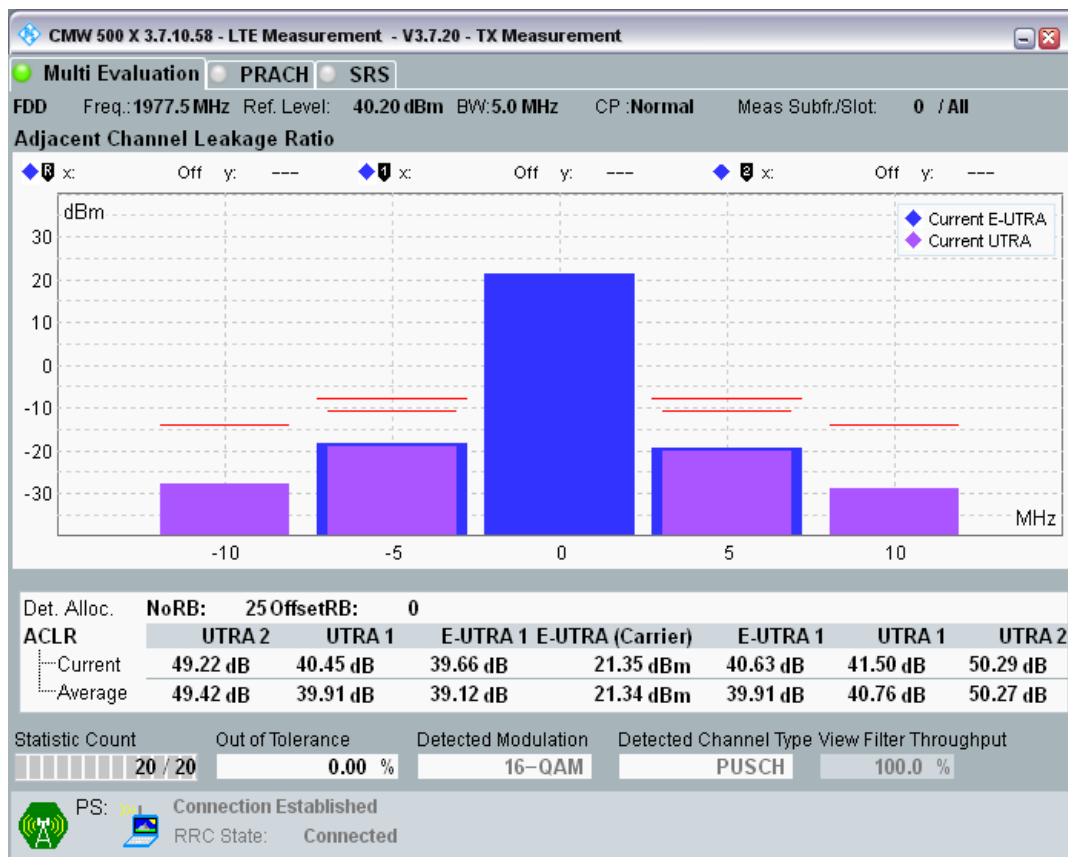 CMW 500 X 3.7.10.58 - LTE Measurement - V3.7.20 - TX Measurement
Multi Evaluation PRACH SRS
FDD Freq.:1977.5 MHz Ref. Level: 40.20 dBm BW:5.0 MHz CP :Normal Meas Subfr./Slot: 0 / All
Adjacent Channel Leakage Ratio
R x: Off y: --- 1 x: Off y: --- 2 x: Off y: ---
dBm
Current E-UTRA
Current UTRA
30
20
10
0
-10
-20
-30
MHz
-10 -5 0 5 10
Det. Alloc. NoRB: 25 OffsetRB: 0
ACLR UTRA 2 UTRA 1 E-UTRA 1 E-UTRA (Carrier) E-UTRA 1 UTRA 1 UTRA 2
Current 49.22 dB 40.45 dB 39.66 dB 21.35 dBm 40.63 dB 41.50 dB 50.29 dB
Average 49.42 dB 39.91 dB 39.12 dB 21.34 dBm 39.91 dB 40.76 dB 50.27 dB
Statistic Count Out of Tolerance Detected Modulation Detected Channel Type View Filter Throughput
20 / 20 0.00 % 16-QAM PUSCH 100.0 %
PS: Connection Established
RRC State: Connected